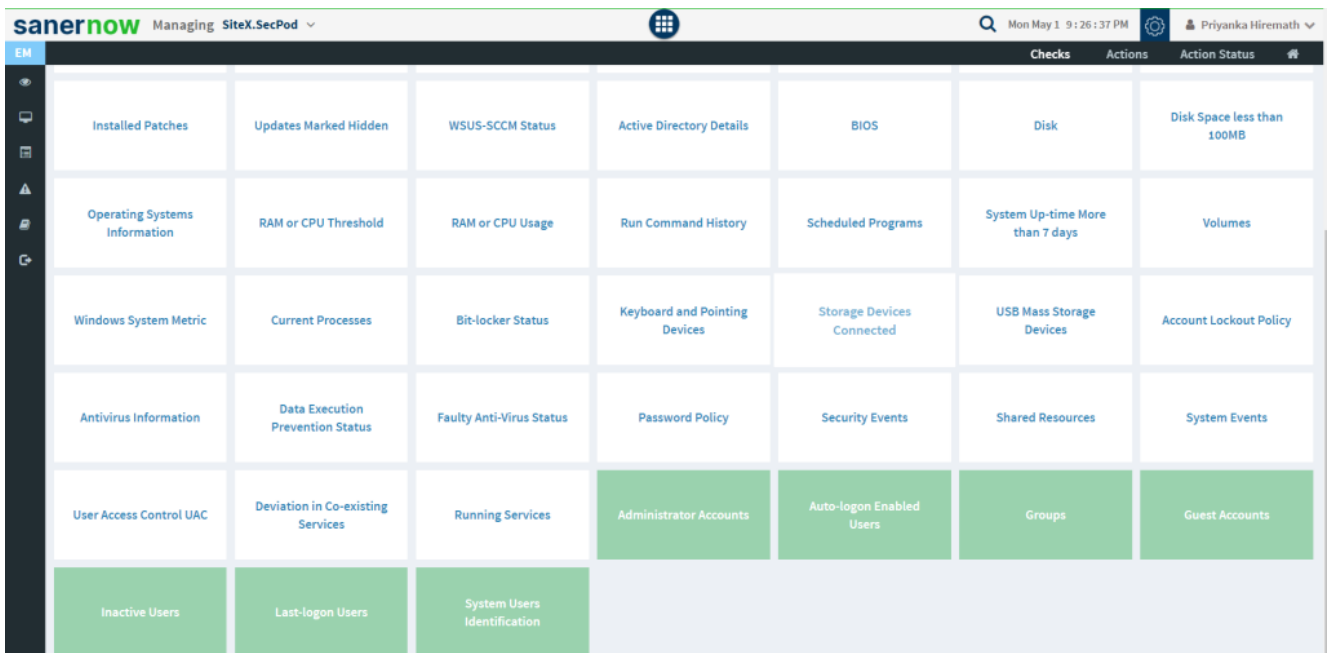 sanernow Managing SiteX.SecPod Mon May 1 9:26:37 PM Priyanka Hiremath
EM Checks Actions Action Status
Installed Patches
Updates Marked Hidden
WSUS-SCCM Status
Active Directory Details
BIOS
Disk
Disk Space less than
100MB
Operating Systems
Information
RAM or CPU Threshold
RAM or CPU Usage
Run Command History
Scheduled Programs
System Up-time More
than 7 days
Volumes
Windows System Metric
Current Processes
Bit-locker Status
Keyboard and Pointing
Devices
Storage Devices
Connected
USB Mass Storage
Devices
Account Lockout Policy
Antivirus Information
Data Execution
Prevention Status
Faulty Anti-Virus Status
Password Policy
Security Events
Shared Resources
System Events
User Access Control UAC
Deviation in Co-existing
Services
Running Services
Administrator Accounts
Auto-logon Enabled
Users
Groups
Guest Accounts
Inactive Users
Last-logon Users
System Users
Identification